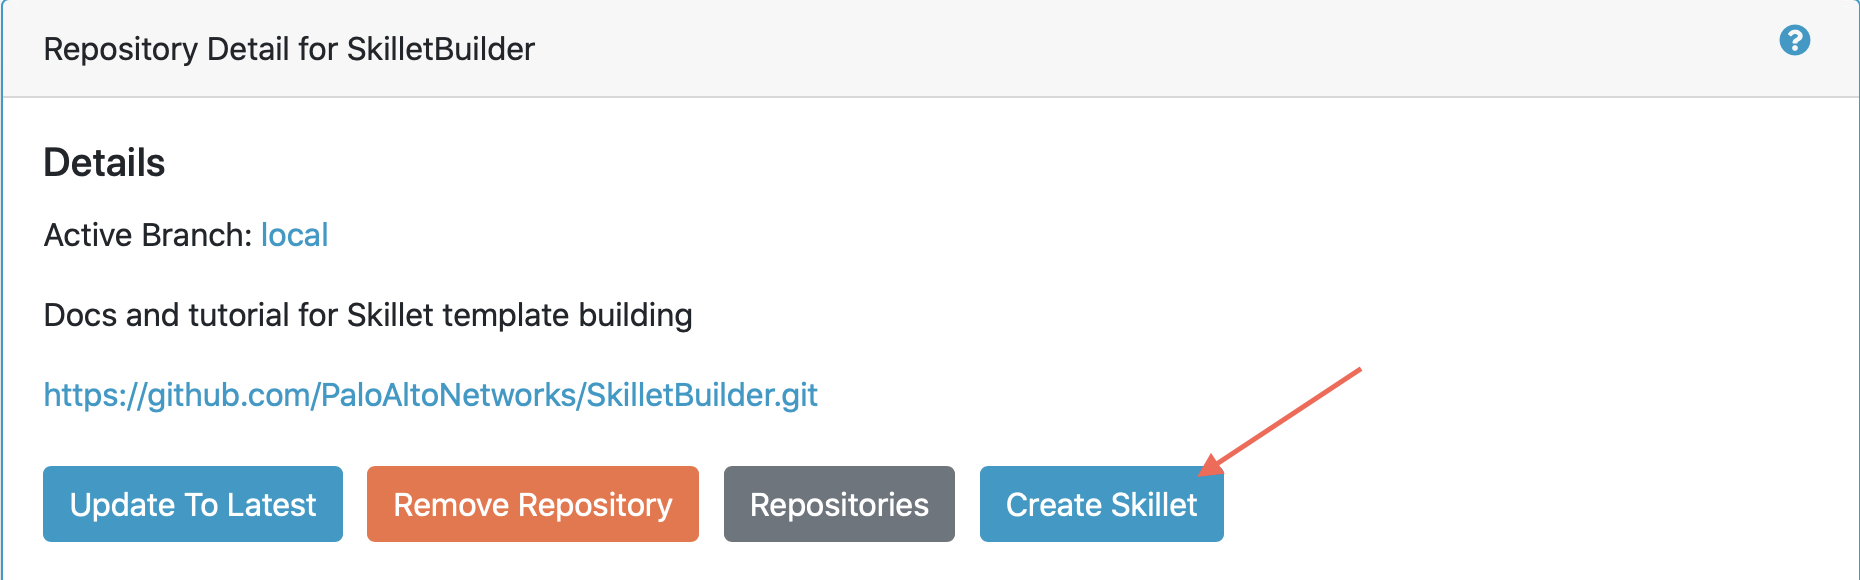 Repository Detail for SkilletBuilder
?
Details
Active Branch: local
Docs and tutorial for Skillet template building
https://github.com/PaloAltoNetworks/SkilletBuilder.git
Update To Latest
Remove Repository
Repositories
Create Skillet